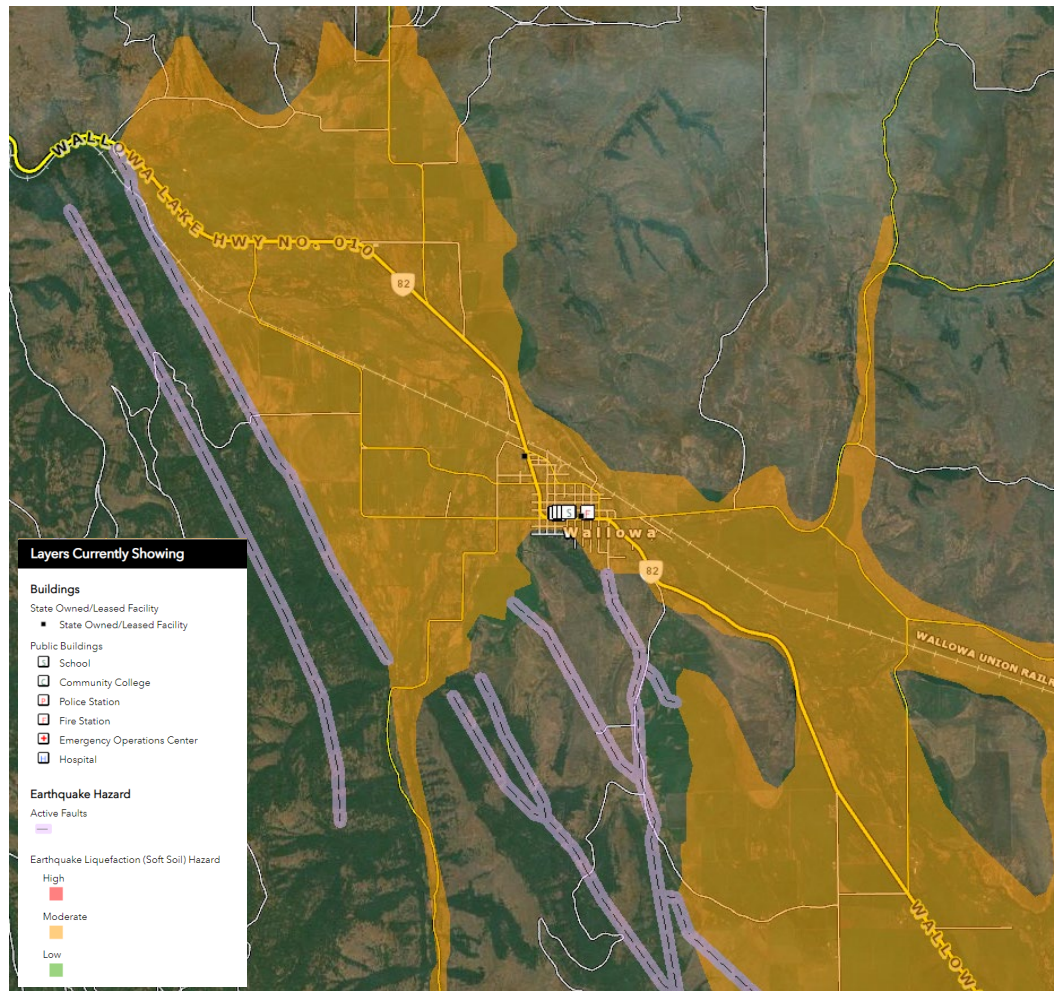 WALLOWA LAKE HWY NO. 010
82
S
F
Wallowa
82
WALLOWA UNION RAILR
WALLOW
Layers Currently Showing
Buildings
State Owned/Leased Facility
State Owned/Leased Facility
Public Buildings
S School
C Community College
P Police Station
F Fire Station
Emergency Operations Center
H Hospital
Earthquake Hazard
Active Faults
Earthquake Liquefaction (Soft Soil) Hazard
High
Moderate
Low